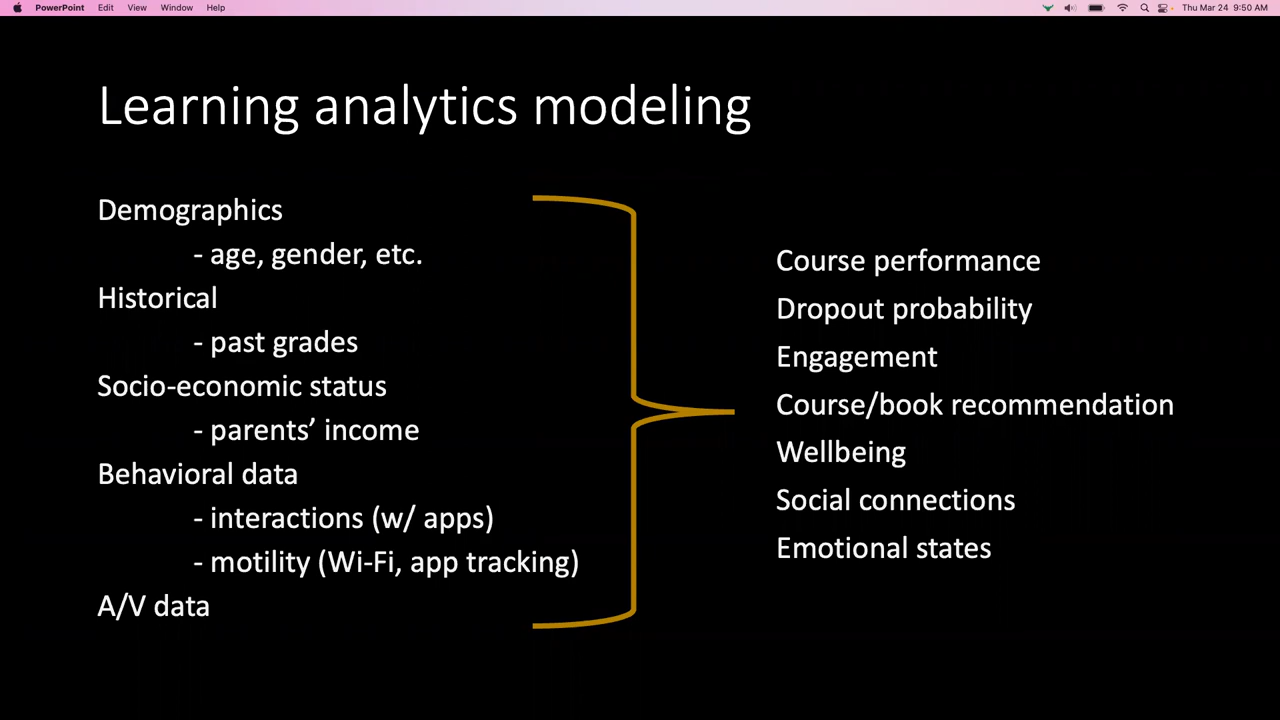 PowerPoint Edit View Window Help Thu Mar 24 9:50 AM
Learning analytics modeling
Demographics
- age, gender, etc.
Historical
- past grades
Socio-economic status
- parents’ income
Behavioral data
- interactions (w/ apps)
- motility (Wi-Fi, app tracking)
A/V data
Course performance
Dropout probability
Engagement
Course/book recommendation
Wellbeing
Social connections
Emotional states